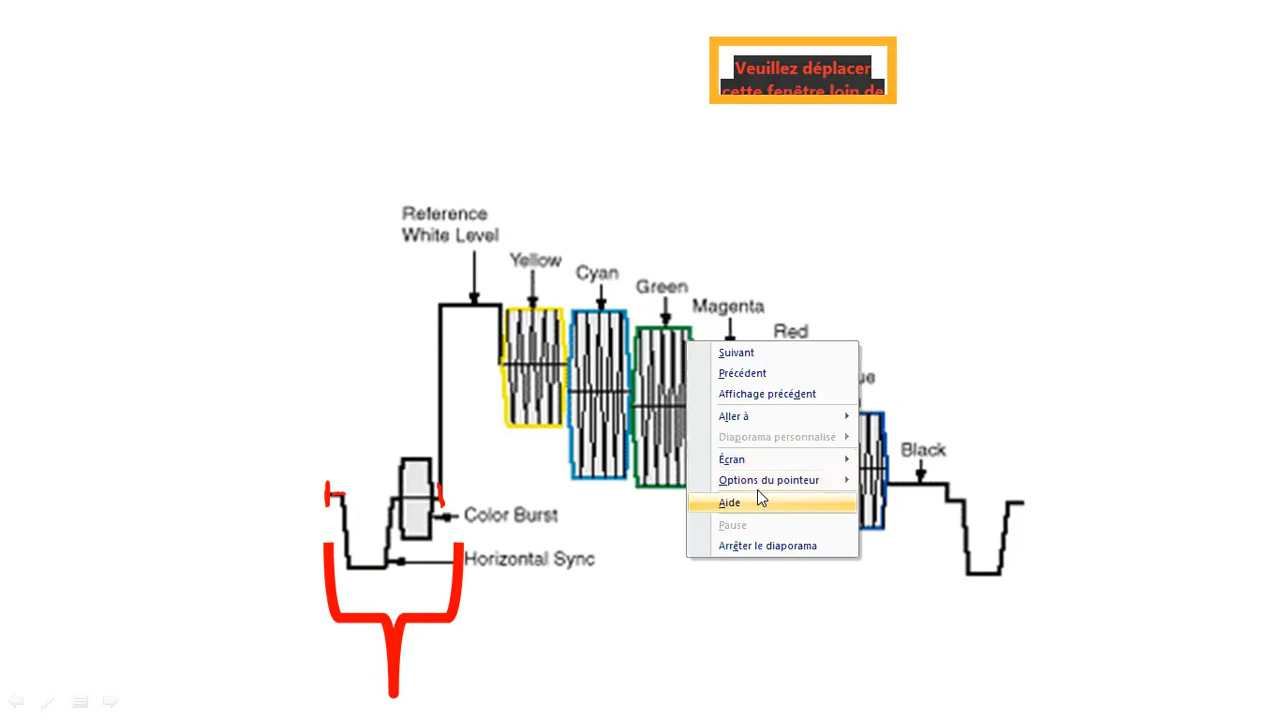 Veuillez déplacer
cette fenêtre loin de
Reference
White Level
Yellow
Cyan
Green
Magenta
Red
ue
Black
Color Burst
Horizontal Sync
Suivant
Précédent
Affichage précédent
Aller à
Diaporama personnalisé
Écran
Options du pointeur
Aide
Pause
Arrêter le diaporama